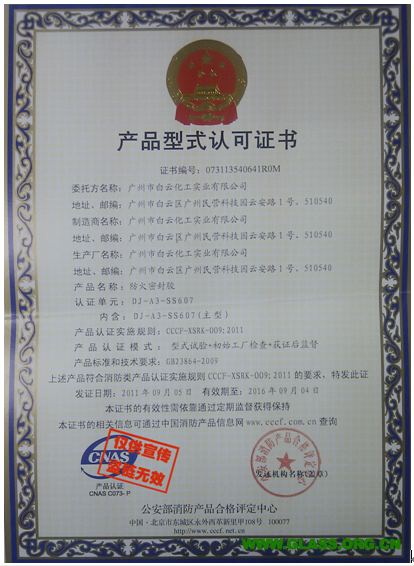 产品型式认可证书
证书编号：073113540641R0M
委托方名称：广州市白云化工实业有限公司
地址、邮编：广州市白云区广州民营科技园云安路1号、510540
制造商名称：广州市白云化工实业有限公司
地址、邮编：广州市白云区广州民营科技园云安路1号、510540
生产厂名称：广州市白云化工实业有限公司
地址、邮编：广州市白云区广州民营科技园云安路1号、510540
产品名称：防火密封胶
认证单元：DJ-A3-SS607
内含：DJ-A3-SS607(主型)
产品认证实施规则：CCCF-XSRK-009:2011
产品认证模式：型式试验+初始工厂检查+获证后监督
产品标准和技术要求：GB23864-2009
上述产品符合消防类产品认证实施规则CCCF-XSRK-009:2011的要求，特发此证
发证日期：2011年09月05日 有效期至：2016年09月04日
本证书的有效性需依靠通过定期监督获得保持
本证书的相关信息可通过中国消防产品信息网www.cccf.com.cn查询
仅供宣传
复验无效
CNAS
产品认证
CNAS C073-P
公安部消防产品合格评定中心
发证机构名称(盖章)
公安部消防产品合格评定中心
中国·北京市东城区永外西革新里甲108号 100077
http://www.cccf.net.cn
WWW.GLASSONG.CN